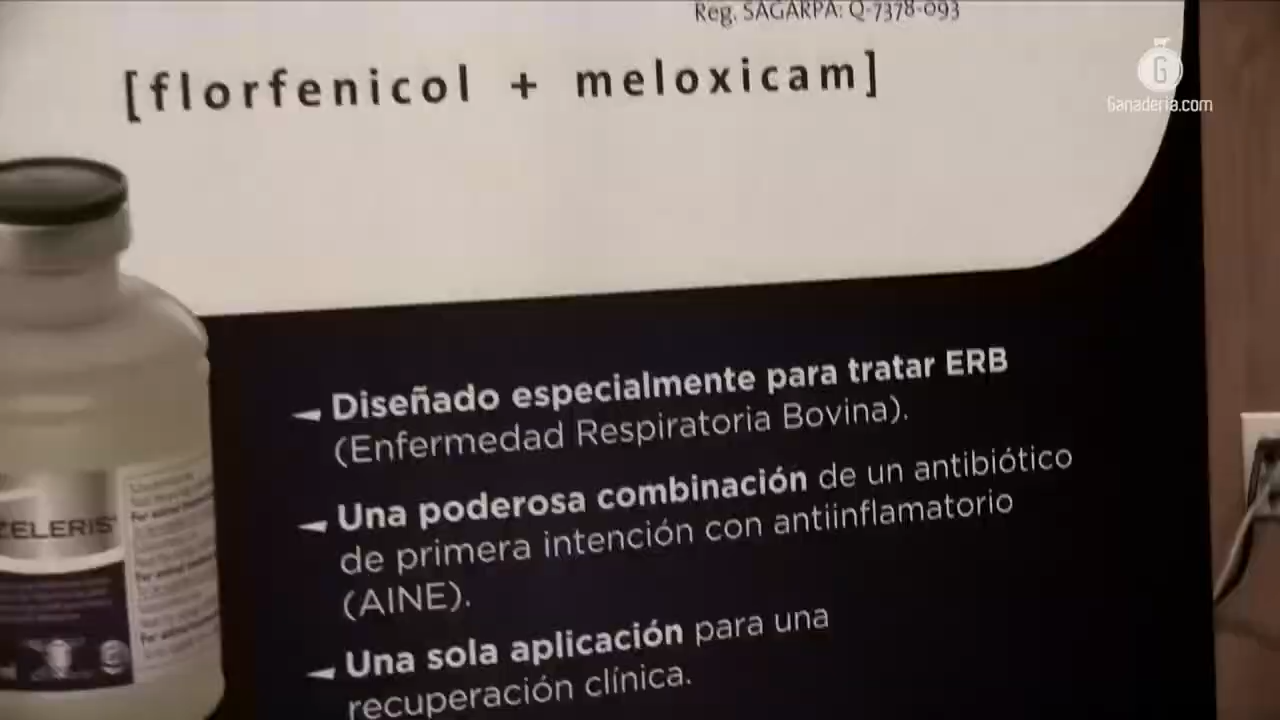 Reg. SAGARPA: Q-7378-093
[florfenicol + meloxicam]
G
Ganadería.com
Diseñado especialmente para tratar ERB
(Enfermedad Respiratoria Bovina).
Una poderosa combinación de un antibiótico
de primera intención con antiinflamatorio
(AINE).
Una sola aplicación para una
recuperación clínica.
ZELERIS